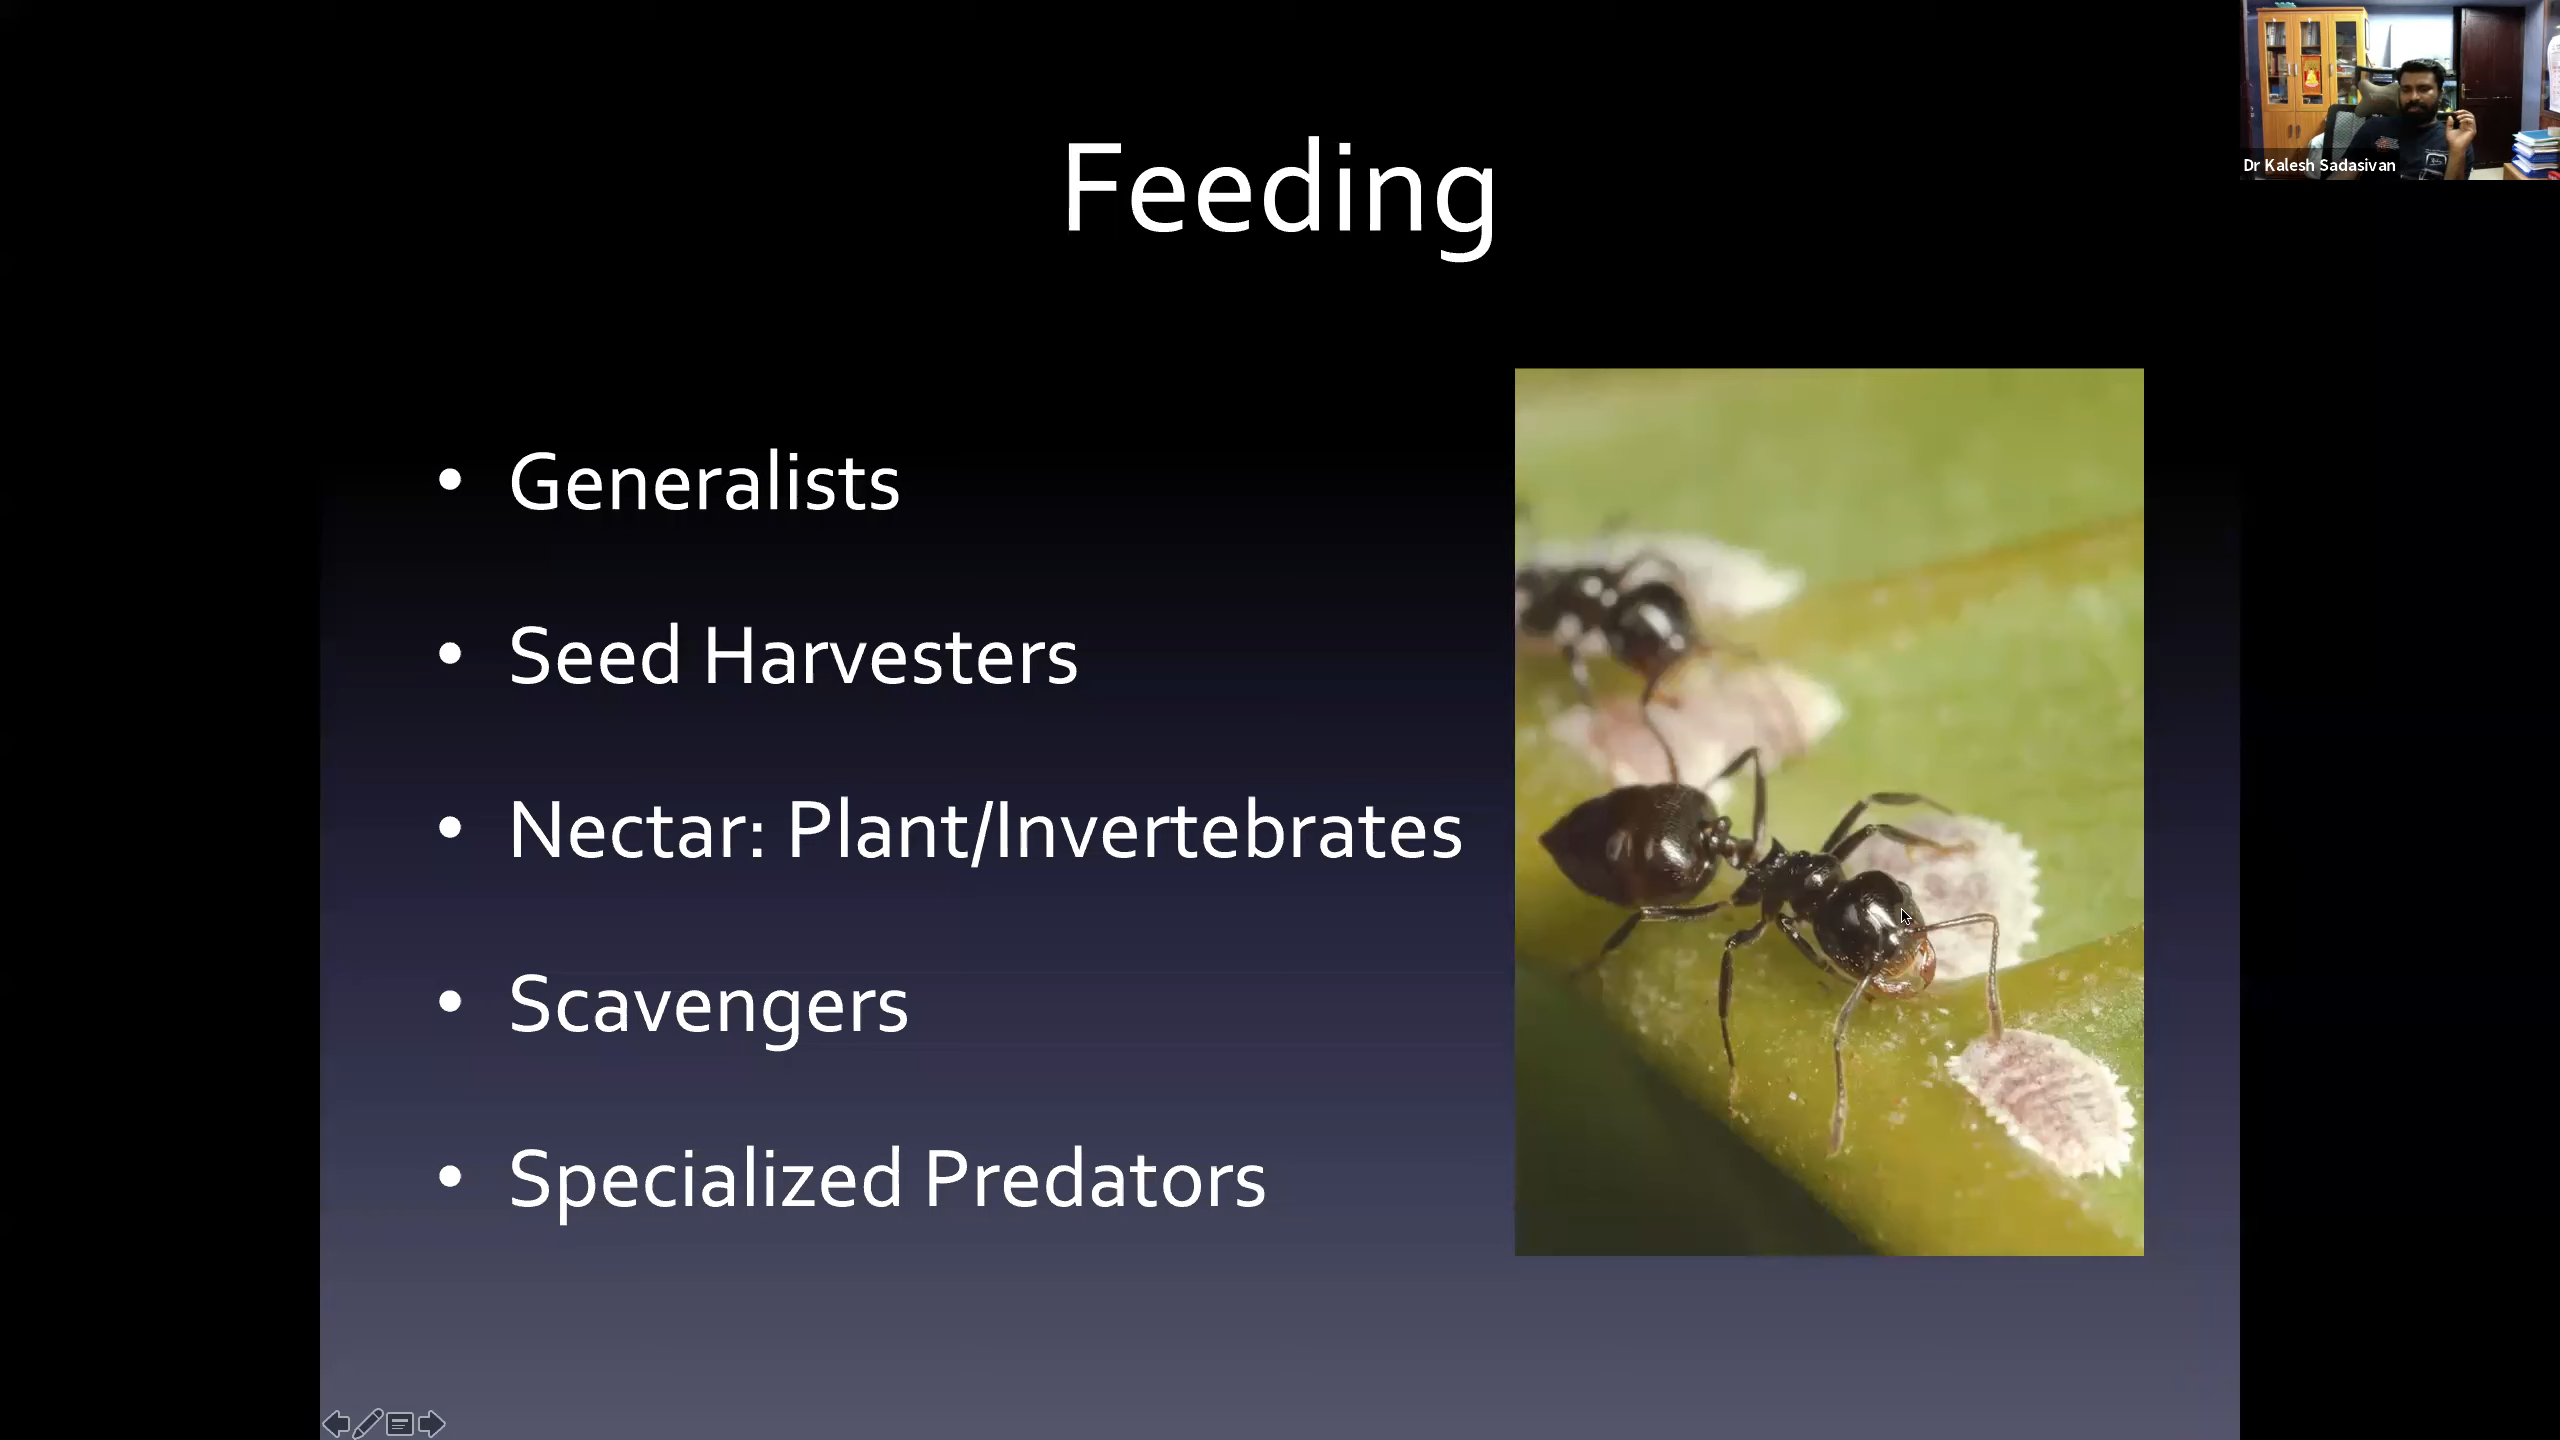 Dr Kalesh Sadasivan
Feeding
• Generalists
• Seed Harvesters
• Nectar: Plant/Invertebrates
• Scavengers
• Specialized Predators